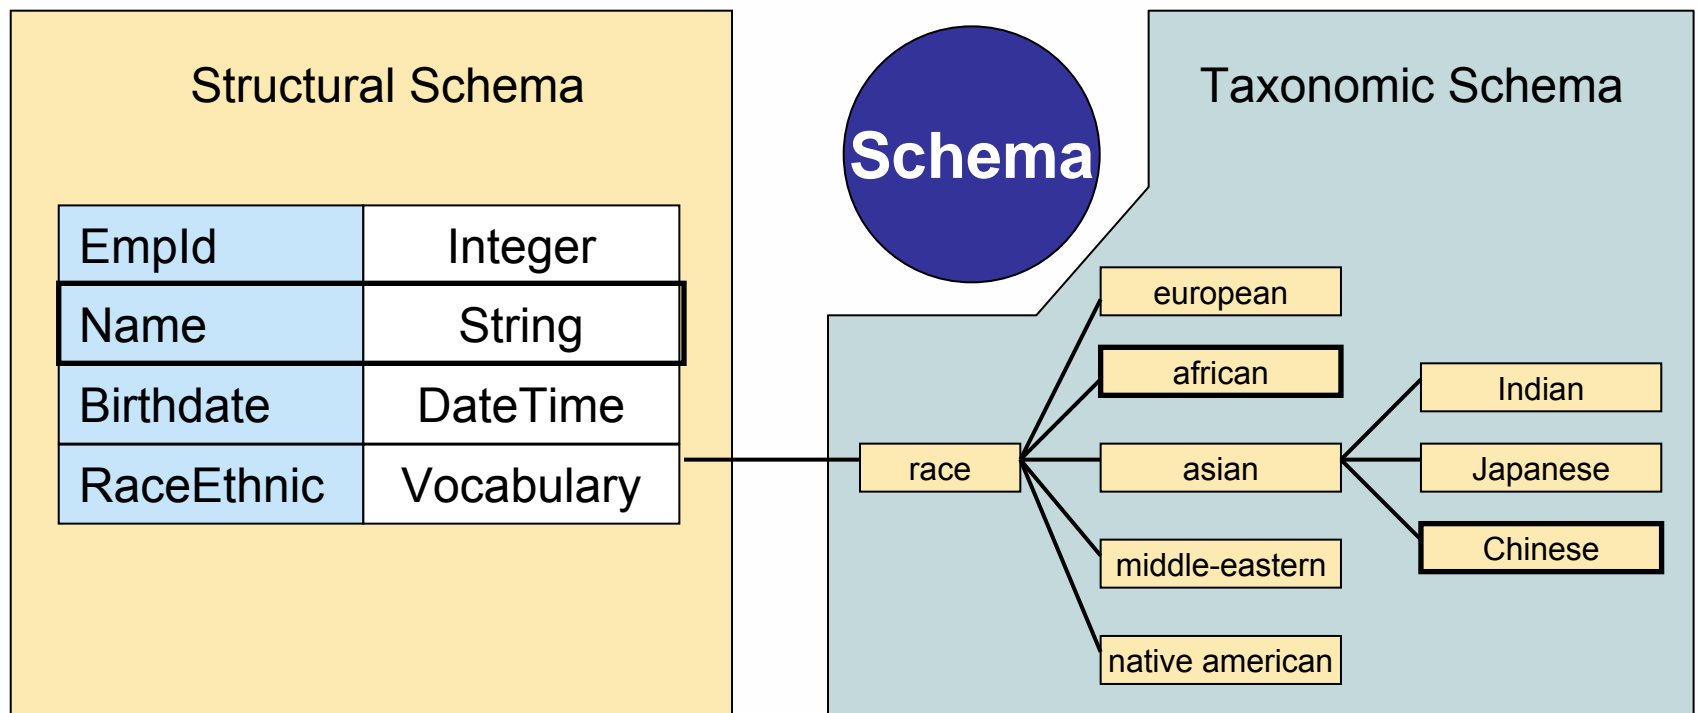 Structural Schema
EmpId Integer
Name String
Birthdate DateTime
RaceEthnic Vocabulary
Schema
Taxonomic Schema
race
european
african
asian
middle-eastern
native american
Indian
Japanese
Chinese